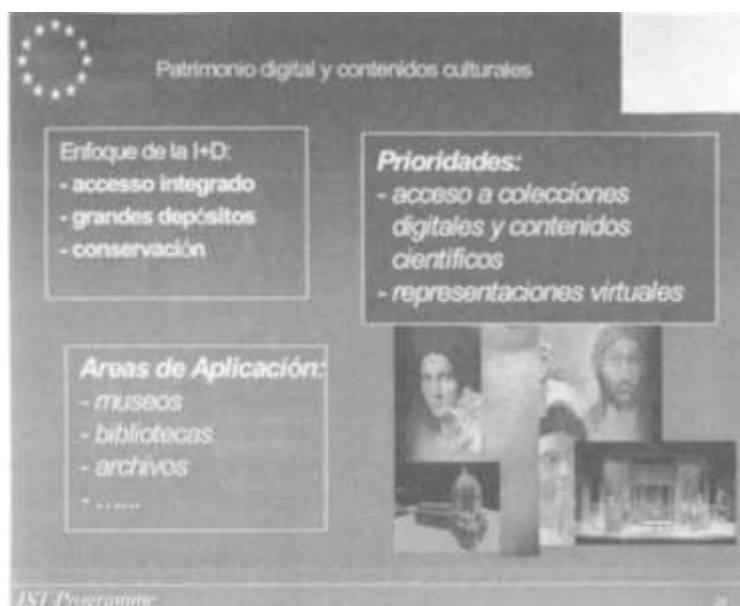 Patrimonio digital y contenidos culturales
Enfoque de la I+D:
- accesso integrado
- grandes depósitos
- conservación
Prioridades:
- acceso a colecciones
digitales y contenidos
científicos
- representaciones virtuales
Areas de Aplicación:
- museos
- bibliotecas
- archivos
- ......
IST Programme